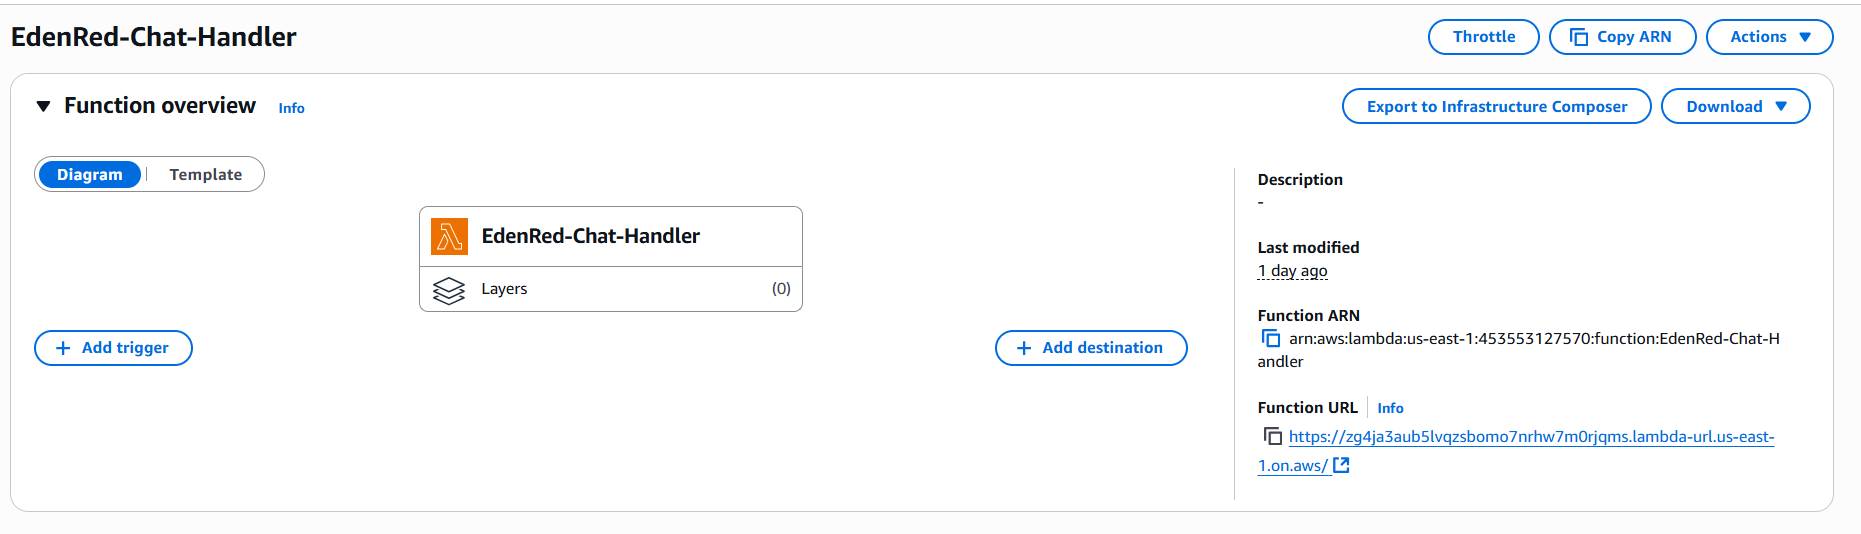 EdenRed-Chat-Handler
Throttle
Copy ARN
Actions
Function overview
Info
Export to Infrastructure Composer
Download
Diagram
Template
EdenRed-Chat-Handler
Layers
(0)
Add trigger
Add destination
Description
-
Last modified
1 day ago
Function ARN
arn:aws:lambda:us-east-1:453553127570:function:EdenRed-Chat-H
andler
Function URL
Info
https://zg4ja3aub5lvqzsbomo7nrhw7m0rjqms.lambda-url.us-east-
1.on.aws/